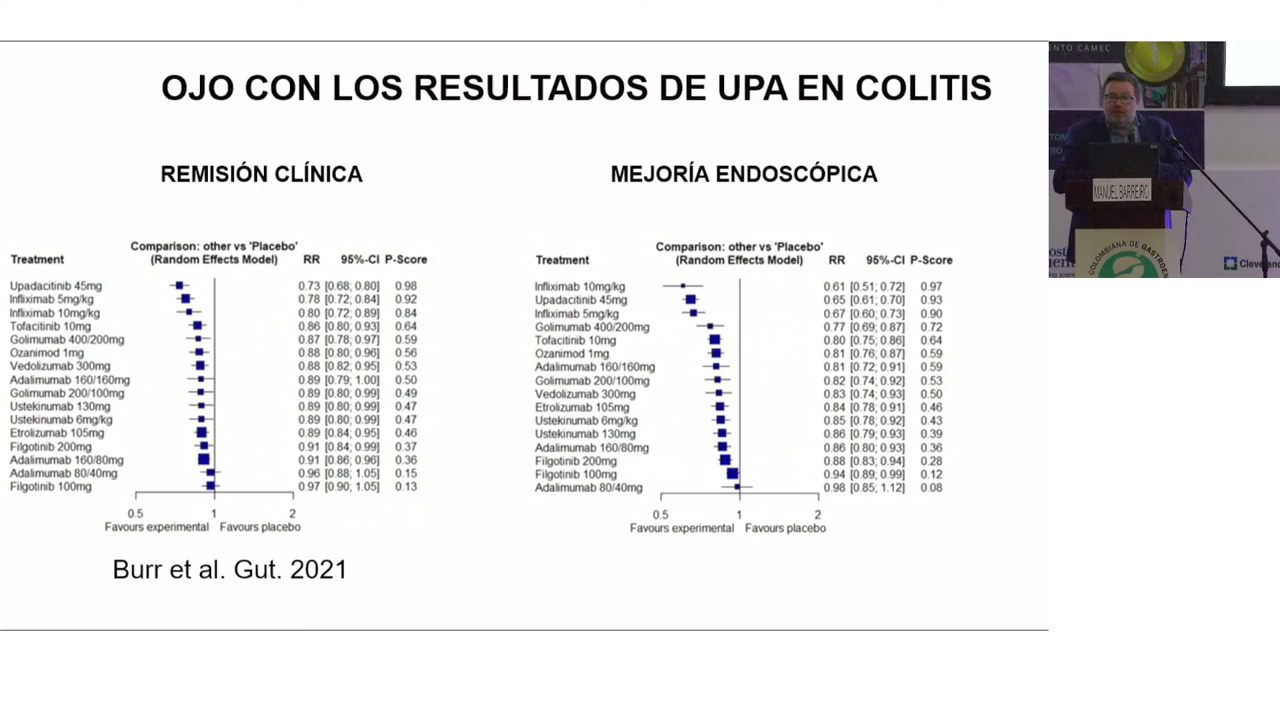 OJO CON LOS RESULTADOS DE UPA EN COLITIS
REMISIÓN CLÍNICA
Comparison: other vs 'Placebo'
Treatment (Random Effects Model) RR 95%-CI P-Score
Upadacitinib 45mg 0.73 [0.68; 0.80] 0.98
Infliximab 5mg/kg 0.78 [0.72; 0.84] 0.92
Infliximab 10mg/kg 0.80 [0.72; 0.89] 0.84
Tofacitinib 10mg 0.86 [0.80; 0.93] 0.64
Golimumab 400/200mg 0.87 [0.78; 0.97] 0.59
Ozanimod 1mg 0.88 [0.80; 0.96] 0.56
Vedolizumab 300mg 0.88 [0.82; 0.95] 0.53
Adalimumab 160/160mg 0.89 [0.79; 1.00] 0.50
Golimumab 200/100mg 0.89 [0.80; 0.99] 0.49
Ustekinumab 130mg 0.89 [0.80; 0.99] 0.47
Ustekinumab 6mg/kg 0.89 [0.80; 0.99] 0.47
Etrolizumab 105mg 0.89 [0.84; 0.95] 0.46
Filgotinib 200mg 0.91 [0.84; 0.99] 0.37
Adalimumab 160/80mg 0.91 [0.86; 0.96] 0.36
Adalimumab 80/40mg 0.96 [0.88; 1.05] 0.15
Filgotinib 100mg 0.97 [0.90; 1.05] 0.13
0.5 1 2
Favours experimental Favours placebo
MEJORÍA ENDOSCÓPICA
Comparison: other vs 'Placebo'
Treatment (Random Effects Model) RR 95%-CI P-Score
Infliximab 10mg/kg 0.61 [0.51; 0.72] 0.97
Upadacitinib 45mg 0.65 [0.61; 0.70] 0.93
Infliximab 5mg/kg 0.67 [0.60; 0.73] 0.90
Golimumab 400/200mg 0.77 [0.69; 0.87] 0.72
Tofacitinib 10mg 0.80 [0.75; 0.86] 0.64
Ozanimod 1mg 0.81 [0.76; 0.87] 0.59
Adalimumab 160/160mg 0.81 [0.72; 0.91] 0.59
Golimumab 200/100mg 0.82 [0.74; 0.92] 0.53
Vedolizumab 300mg 0.83 [0.74; 0.93] 0.50
Etrolizumab 105mg 0.84 [0.78; 0.91] 0.46
Ustekinumab 6mg/kg 0.85 [0.78; 0.92] 0.43
Ustekinumab 130mg 0.86 [0.79; 0.93] 0.39
Adalimumab 160/80mg 0.86 [0.80; 0.93] 0.36
Filgotinib 200mg 0.88 [0.83; 0.94] 0.28
Filgotinib 100mg 0.94 [0.89; 0.99] 0.12
Adalimumab 80/40mg 0.98 [0.85; 1.12] 0.08
0.5 1 2
Favours experimental Favours placebo
Burr et al. Gut. 2021
ENTO CAMEC
MANUEL BARREIRO
COLOMBIANA DE GASTROEN
Cleveland